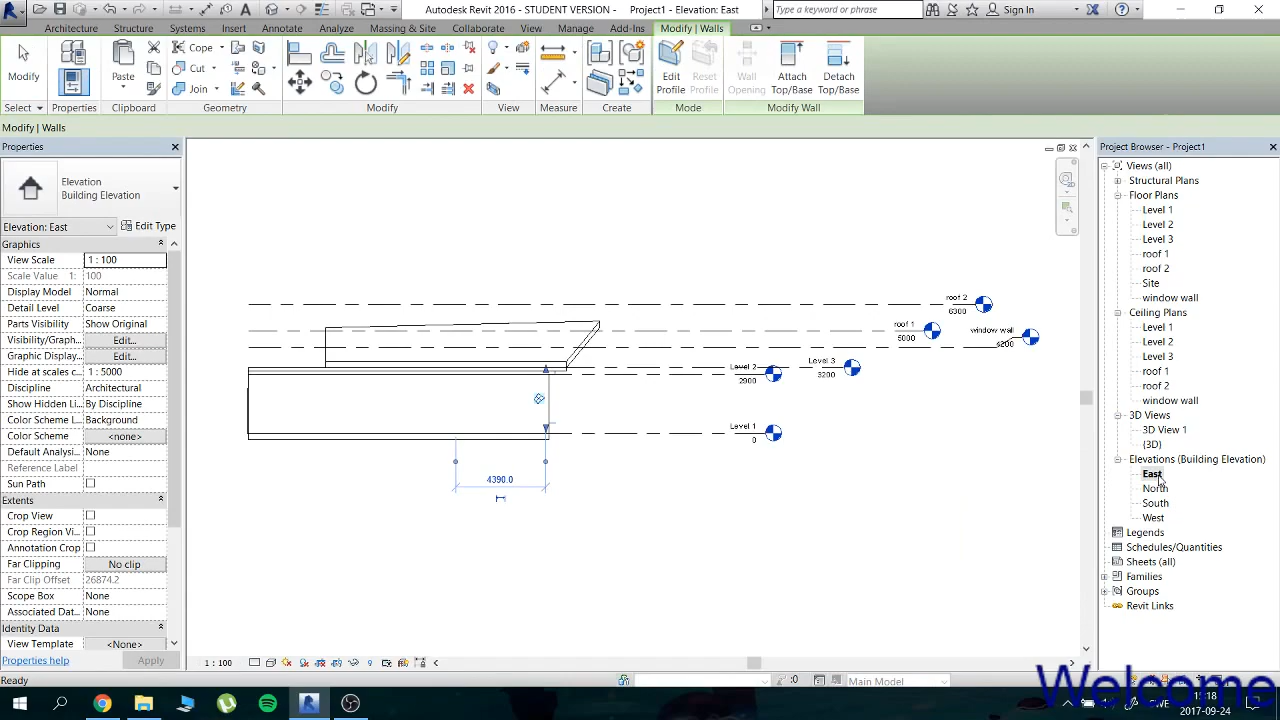 Autodesk Revit 2016 - STUDENT VERSION - Project1 - Elevation: East
Type a keyword or phrase
Sign In
Architecture Structure Systems Insert Annotate Analyze Massing & Site Collaborate View Manage Add-Ins Modify | Walls
Modify
Properties
Paste
Cope
Cut
Join
Edit Profile
Reset Profile
Wall Opening
Attach Top/Base
Detach Top/Base
Select Properties Clipboard Geometry Modify View Measure Create Mode Modify Wall
Modify | Walls
Properties
Elevation
Building Elevation
Elevation: East
Edit Type
Graphics
View Scale 1 : 100
Scale Value 1: 100
Display Model Normal
Detail Level Coarse
Parts Visibility Show Original
Visibility/Graph... Edit...
Graphic Display... Edit...
Hide at scales c... 1 : 5000
Discipline Architectural
Show Hidden Li... By Discipline
Color Scheme L... Background
Color Scheme <none>
Default Analysi... None
Reference Label
Sun Path
Extents
Crop View
Crop Region Vi...
Annotation Crop
Far Clipping No clip
Far Clip Offset 26874.2
Scope Box None
Associated Dat... None
Identity Data
View Template <None>
Properties help
Apply
roof 2
6300
roof 1
5000
window wall
4200
Level 3
3200
Level 2
2900
Level 1
0
4390.0
Project Browser - Project1
Views (all)
Structural Plans
Floor Plans
Level 1
Level 2
Level 3
roof 1
roof 2
Site
window wall
Ceiling Plans
Level 1
Level 2
Level 3
roof 1
roof 2
window wall
3D Views
3D View 1
{3D}
Elevations (Building Elevation)
East
North
South
West
Legends
Schedules/Quantities
Sheets (all)
Families
Groups
Revit Links
1 : 100
Ready
:0
Main Model
Welcome
15:18
SWE
2017-09-24